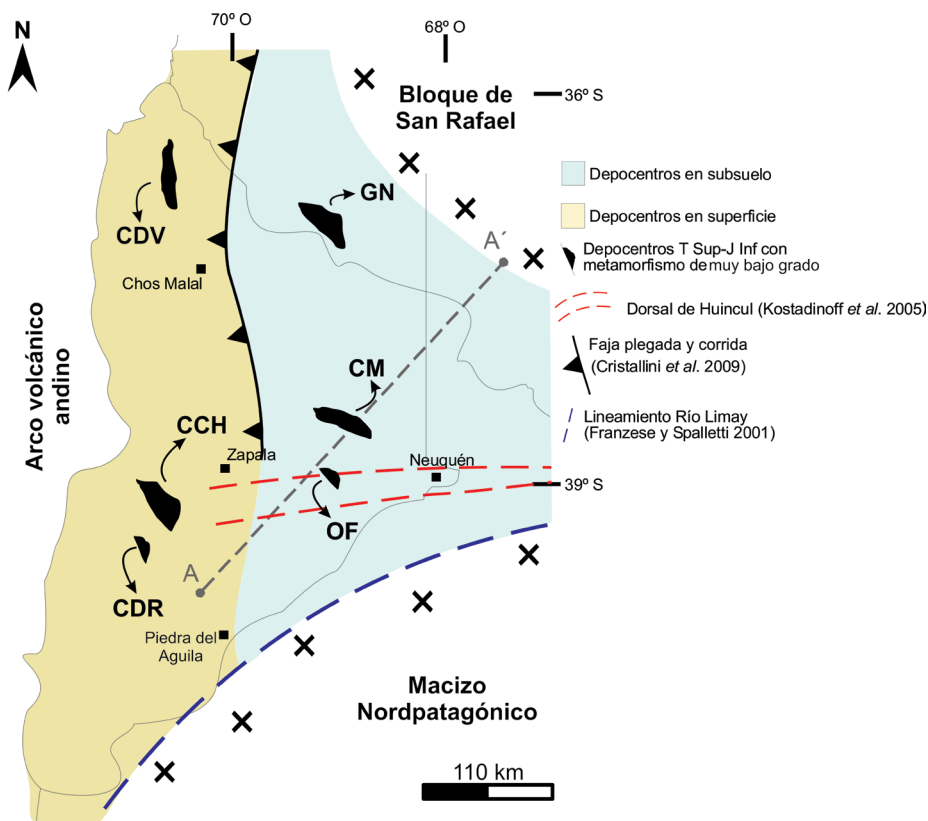 70º O
68º O
N
36º S
Bloque de
San Rafael
Depocentros en subsuelo
Depocentros en superficie
Depocentros T Sup-J Inf con
metamorfismo de muy bajo grado
Dorsal de Huincul (Kostadinoff et al. 2005)
Faja plegada y corrida
(Cristallini et al. 2009)
Lineamiento Río Limay
(Franzese y Spalletti 2001)
GN
CDV
A´
Chos Malal
Arco volcánico
andino
CM
CCH
Zapala
Neuguén
39º S
OF
A
CDR
Piedra del
Aguila
Macizo
Nordpatagónico
110 km